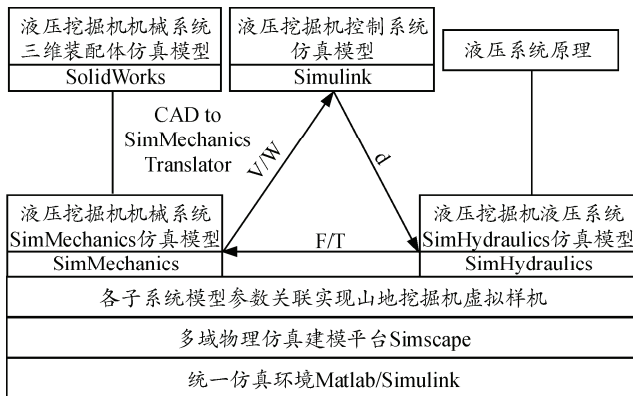 液压挖掘机机械系统
三维装配体仿真模型
SolidWorks
液压挖掘机控制系统
仿真模型
Simulink
液压系统原理
CAD to
SimMechanics
Translator
V/W
d
F/T
液压挖掘机机械系统
SimMechanics仿真模型
SimMechanics
液压挖掘机液压系统
SimHydraulics仿真模型
SimHydraulics
各子系统模型参数关联实现山地挖掘机虚拟样机
多域物理仿真建模平台Simscape
统一仿真环境Matlab/Simulink